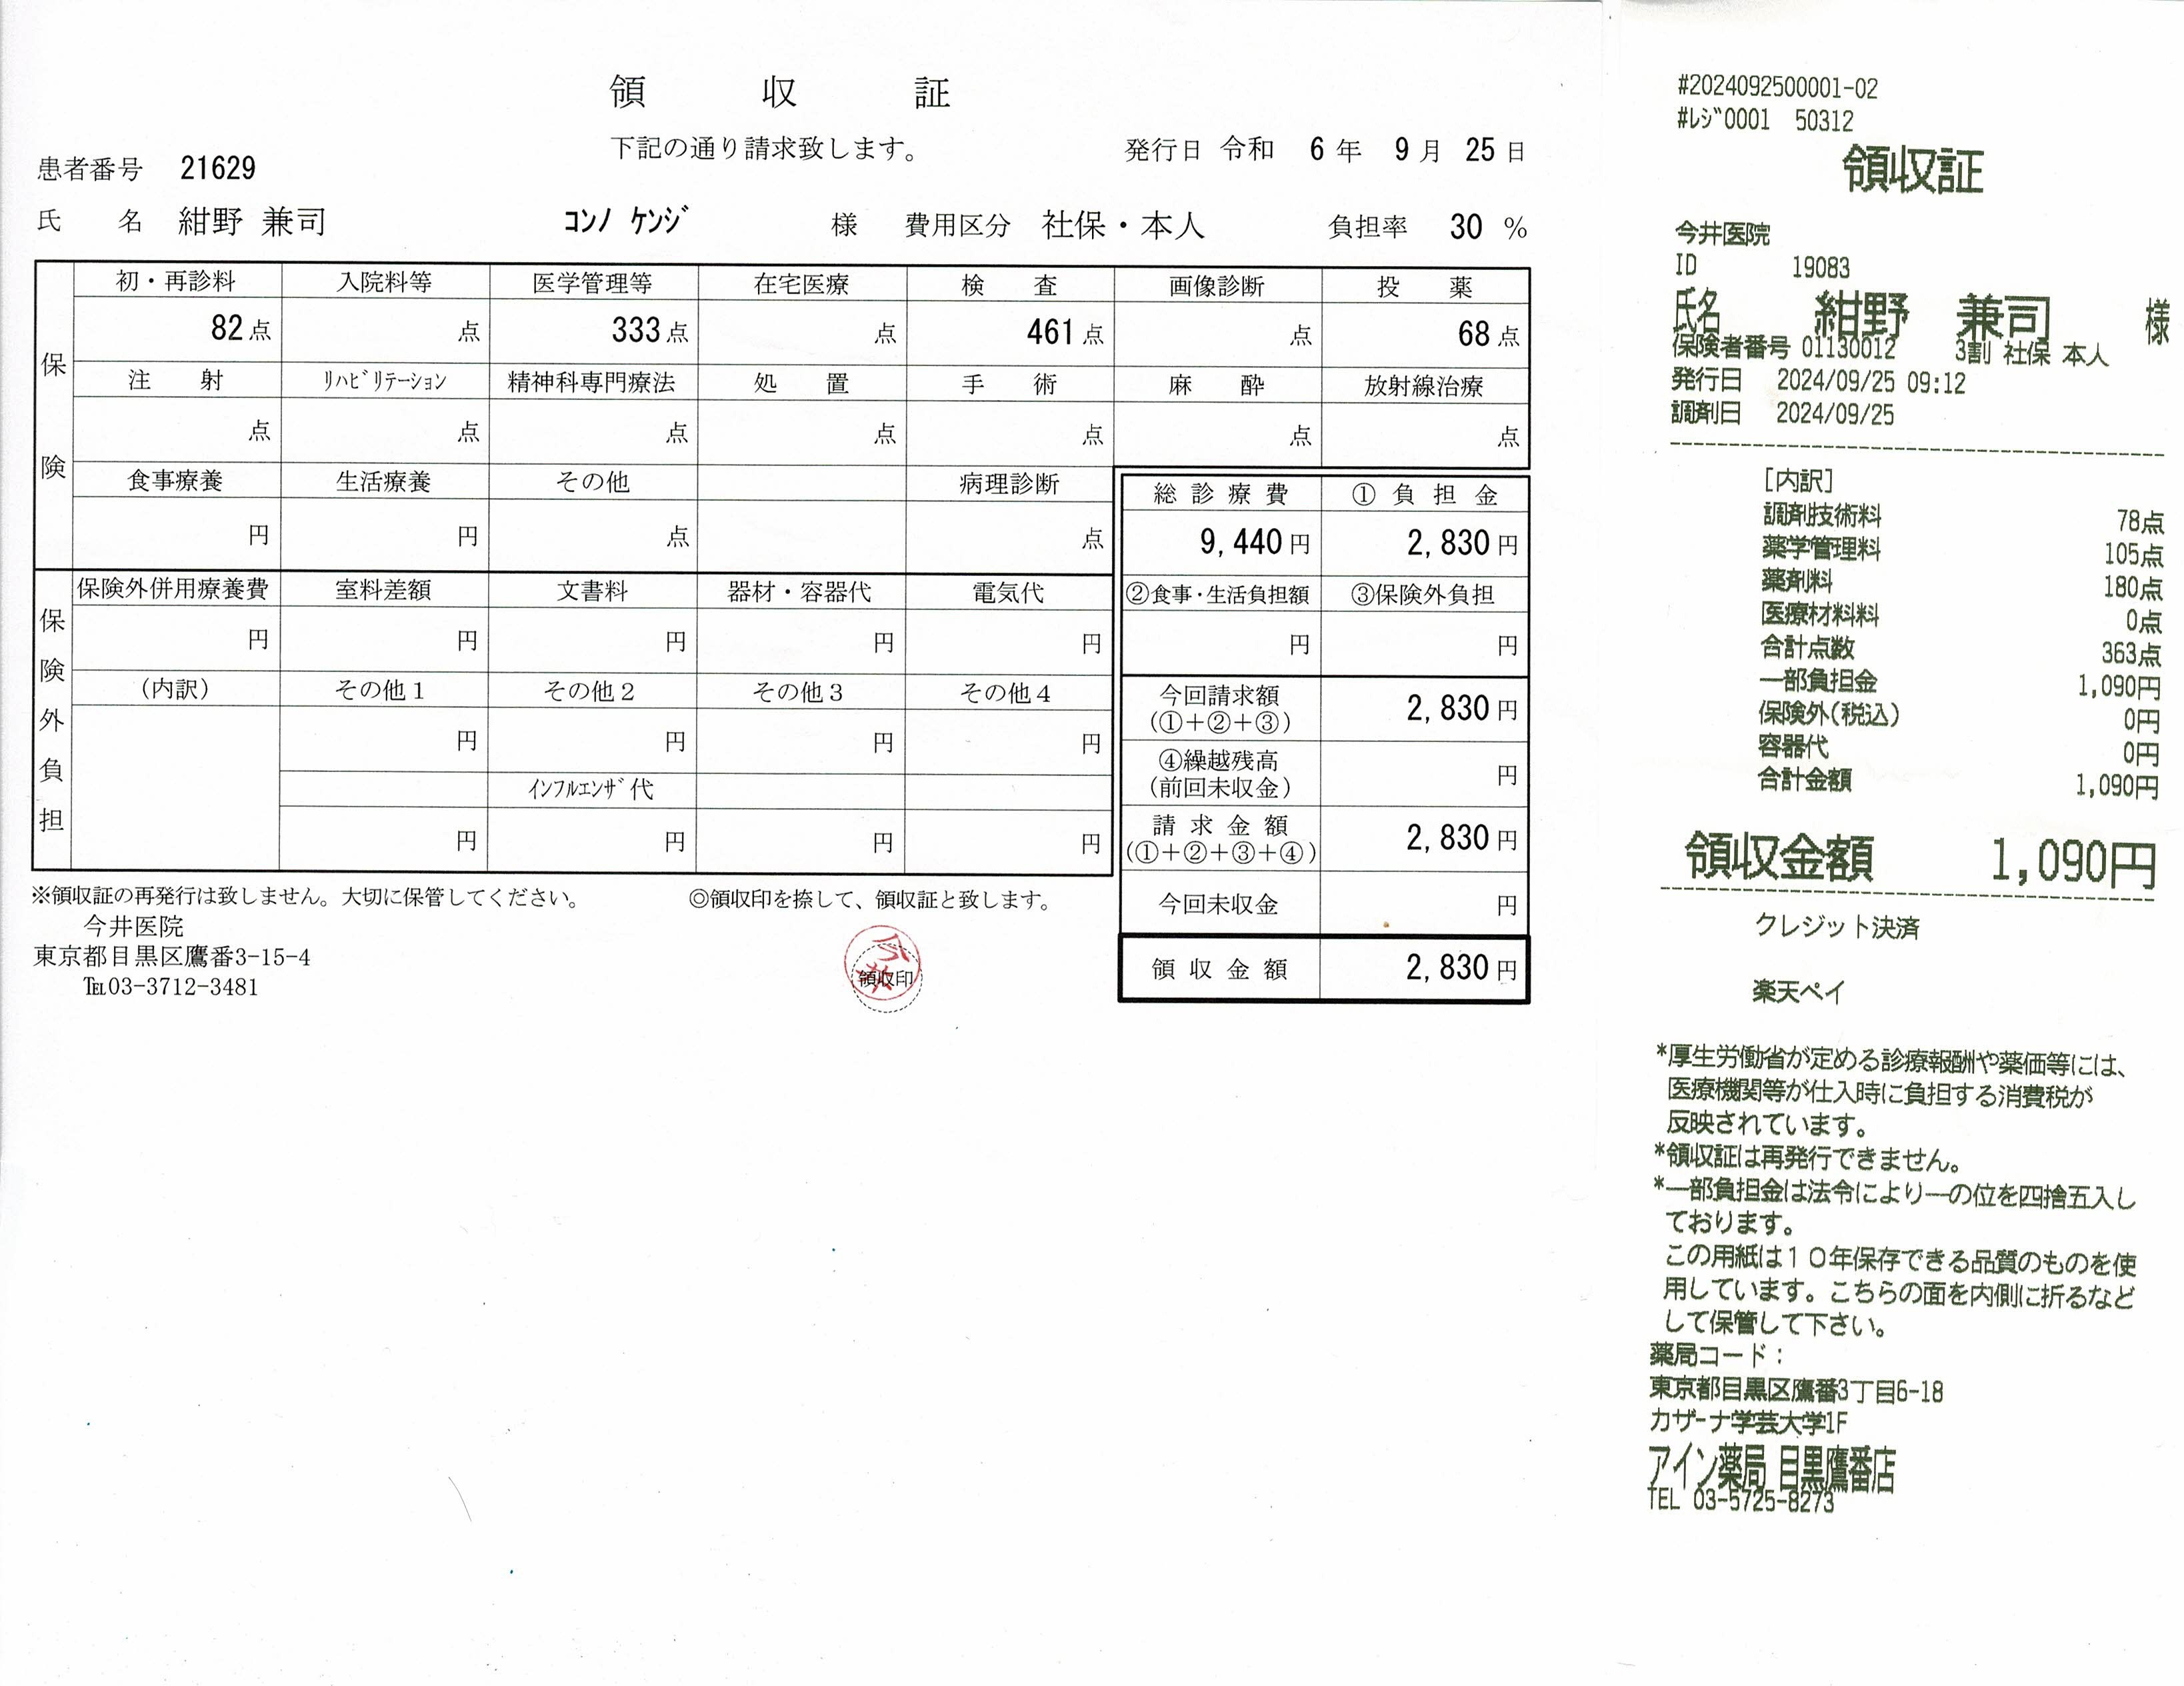 領収証
下記の通り請求致します。
発行日 令和 6年 9月 25日
患者番号 21629
氏名 紺野 兼司 コンノ ケンジ 様 費用区分 社保・本人 負担率 30 %
保険
初・再診料 入院料等 医学管理等 在宅医療 検査 画像診断 投薬
82点 点 333点 点 461点 点 68点
注射 リハビリテーション 精神科専門療法 処置 手術 麻酔 放射線治療
点 点 点 点 点 点 点
食事療養 生活療養 その他 病理診断
円 円 点 点
保険外負担
保険外併用療養費 室料差額 文書料 器材・容器代 電気代
円 円 円 円 円
(内訳) その他1 その他2 その他3 その他4
円 円 円 円
インフルエンザ代
円 円 円 円
総診療費 ①負担金
9,440円 2,830円
②食事・生活負担額 ③保険外負担
円 円
今回請求額 2,830円
(①+②+③)
④繰越残高 円
(前回未収金)
請求金額 2,830円
(①+②+③+④)
今回未収金 円
領収金額 2,830円
※領収証の再発行は致しません。大切に保管してください。 ◎領収印を捺して、領収証と致します。
今井医院
東京都目黒区鷹番3-15-4
℡03-3712-3481
領収印
今井
#2024092500001-02
#レジ0001 50312
領収証
今井医院
ID 19083
氏名 紺野 兼司 様
保険者番号 01130012 3割 社保 本人
発行日 2024/09/25 09:12
調剤日 2024/09/25
[内訳]
調剤技術料 78点
薬学管理料 105点
薬剤料 180点
医療材料料 0点
合計点数 363点
一部負担金 1,090円
保険外(税込) 0円
容器代 0円
合計金額 1,090円
領収金額 1,090円
クレジット決済
楽天ペイ
*厚生労働省が定める診療報酬や薬価等には、
医療機関等が仕入時に負担する消費税が
反映されています。
*領収証は再発行できません。
*一部負担金は法令により一の位を四捨五入し
ております。
この用紙は10年保存できる品質のものを使
用しています。こちらの面を内側に折るなど
して保管して下さい。
薬局コード:
東京都目黒区鷹番3丁目6-18
カザーナ学芸大学1F
アイン薬局 目黒鷹番店
TEL 03-5725-8273